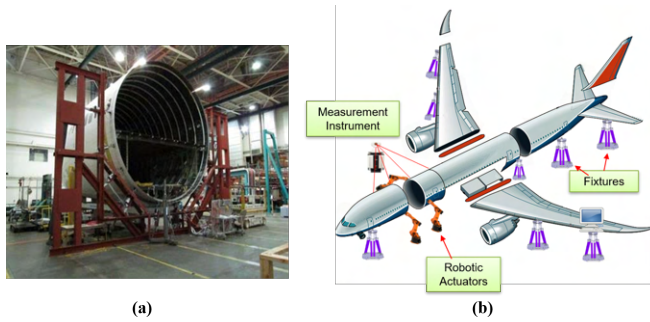 Measurement
Instrument
Fixtures
Robotic
Actuators
(a)
(b)